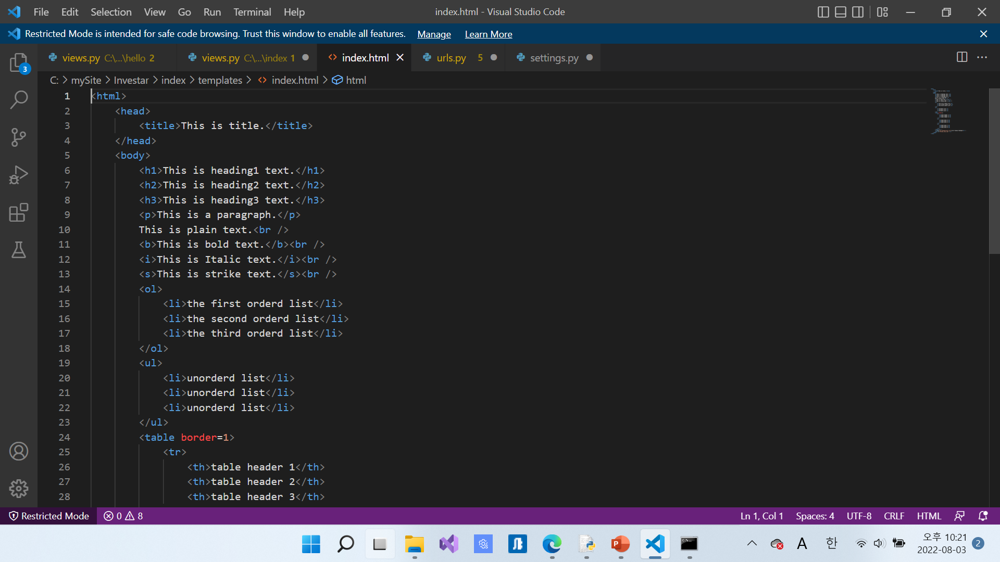 File Edit Selection View Go Run Terminal Help index.html - Visual Studio Code
Restricted Mode is intended for safe code browsing. Trust this window to enable all features. Manage Learn More
views.py C:\...\hello 2 views.py C:\...\index 1 index.html urls.py 5 settings.py
C: > mySite > Investar > index > templates > index.html > html
3
1 <html>
2 <head>
3 <title>This is title.</title>
4 </head>
5 <body>
6 <h1>This is heading1 text.</h1>
7 <h2>This is heading2 text.</h2>
8 <h3>This is heading3 text.</h3>
9 <p>This is a paragraph.</p>
10 This is plain text.<br />
11 <b>This is bold text.</b><br />
12 <i>This is Italic text.</i><br />
13 <s>This is strike text.</s><br />
14 <ol>
15 <li>the first orderd list</li>
16 <li>the second orderd list</li>
17 <li>the third orderd list</li>
18 </ol>
19 <ul>
20 <li>unorderd list</li>
21 <li>unorderd list</li>
22 <li>unorderd list</li>
23 </ul>
24 <table border=1>
25 <tr>
26 <th>table header 1</th>
27 <th>table header 2</th>
28 <th>table header 3</th>
Restricted Mode 0 8 Ln 1, Col 1 Spaces: 4 UTF-8 CRLF HTML
A 한 오후 10:21
2022-08-03 2